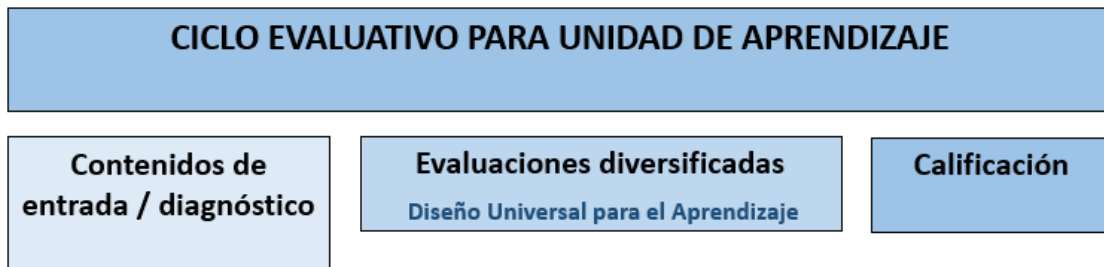 CICLO EVALUATIVO PARA UNIDAD DE APRENDIZAJE
Contenidos de
entrada / diagnóstico
Evaluaciones diversificadas
Diseño Universal para el Aprendizaje
Calificación